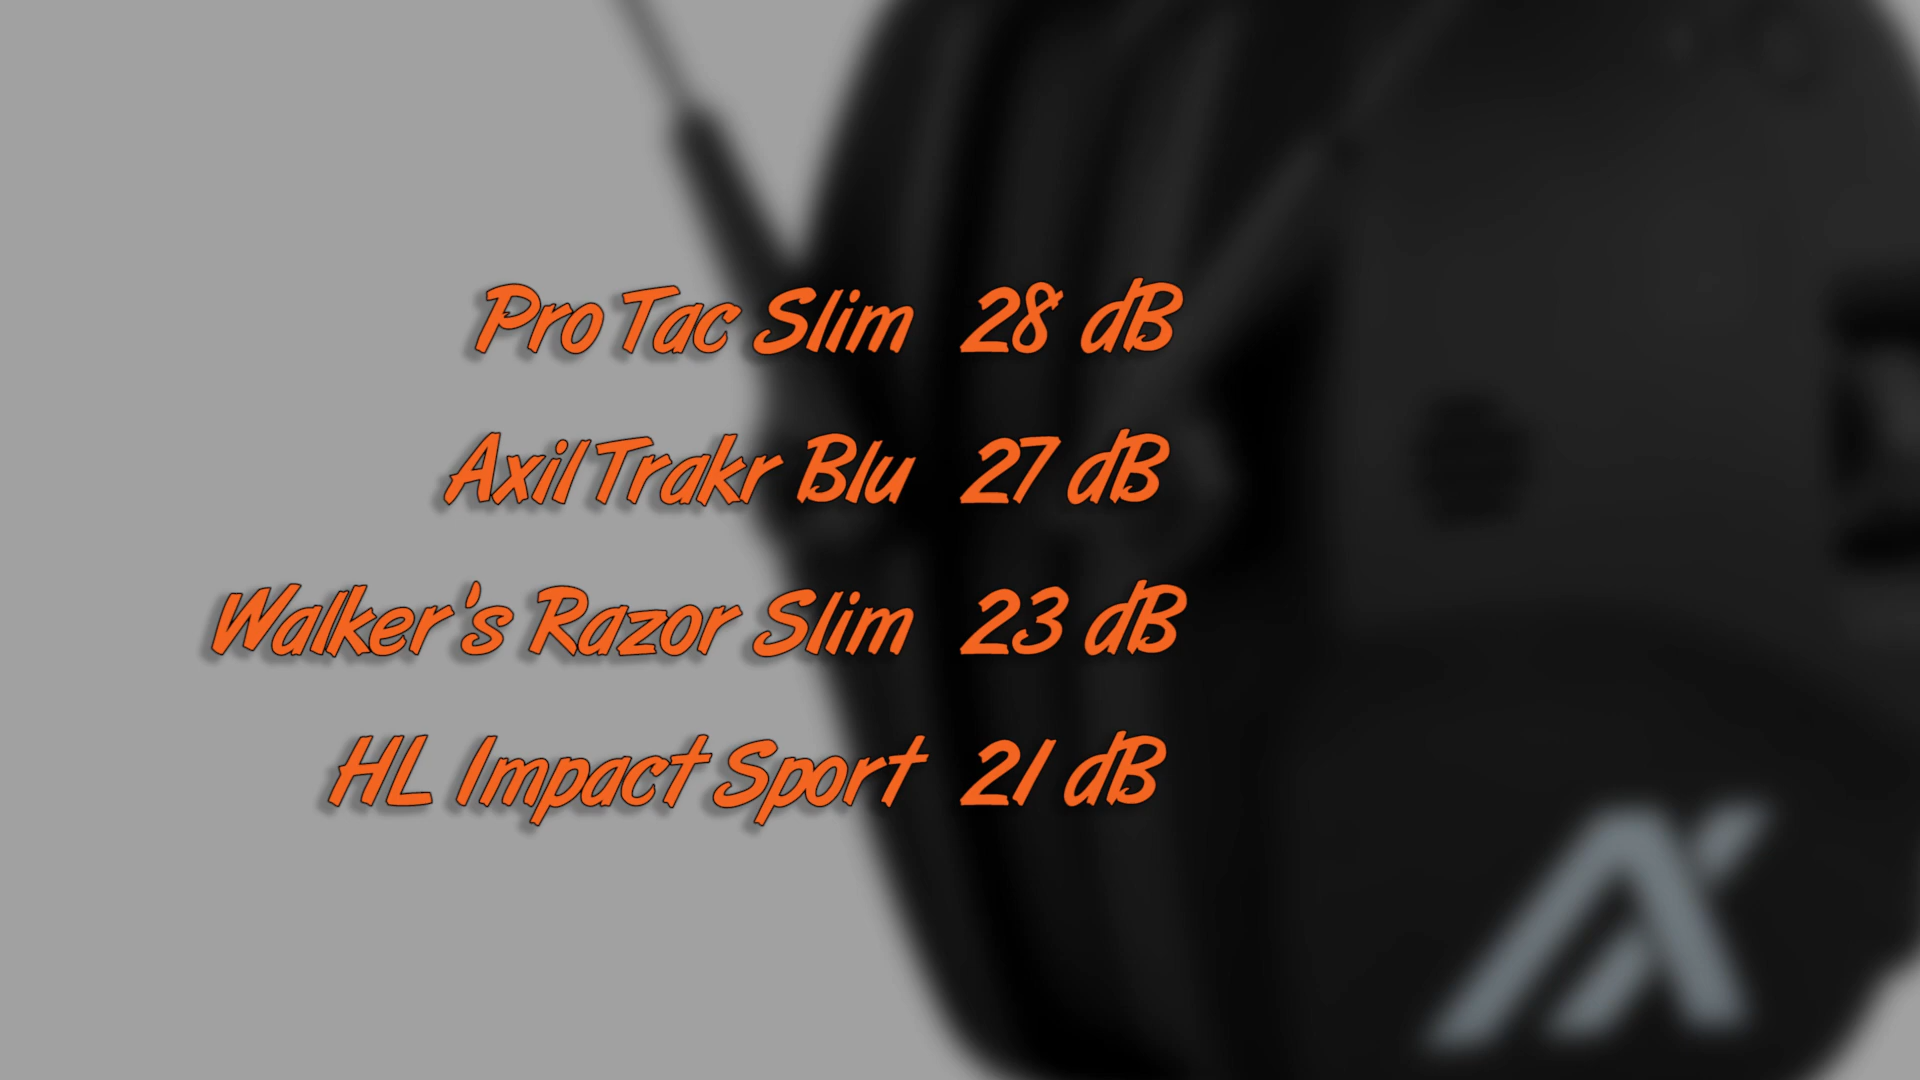 Pro Tac Slim 28 dB
Axil Trakr Blu 27 dB
Walker's Razor Slim 23 dB
HL Impact Sport 21 dB